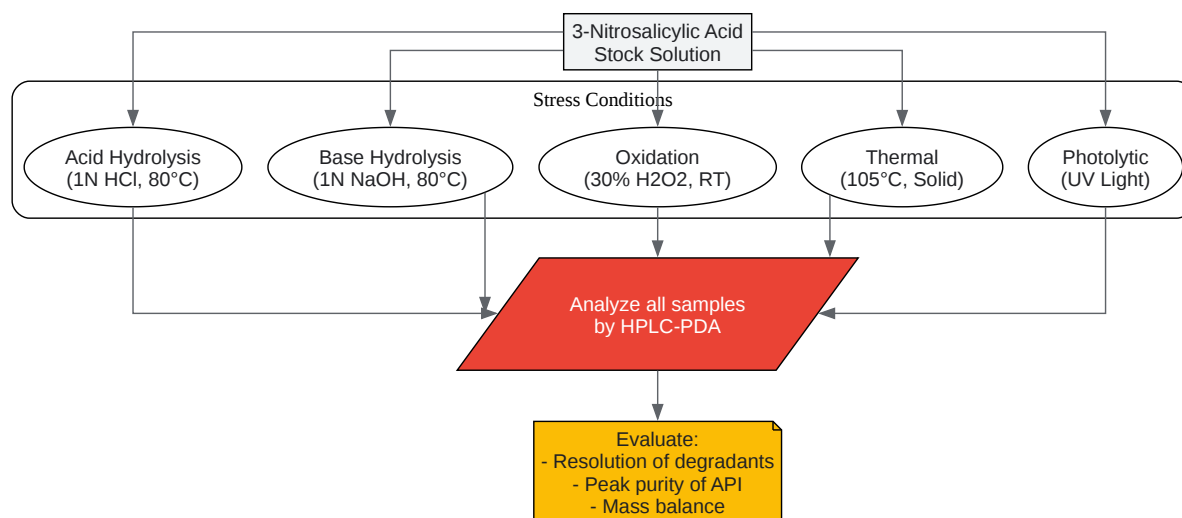 3-Nitrosalicylic Acid
Stock Solution
Stress Conditions
Acid Hydrolysis
(1N HCl, 80°C)
Base Hydrolysis
(1N NaOH, 80°C)
Oxidation
(30% H2O2, RT)
Thermal
(105°C, Solid)
Photolytic
(UV Light)
Analyze all samples
by HPLC-PDA
Evaluate:
- Resolution of degradants
- Peak purity of API
- Mass balance